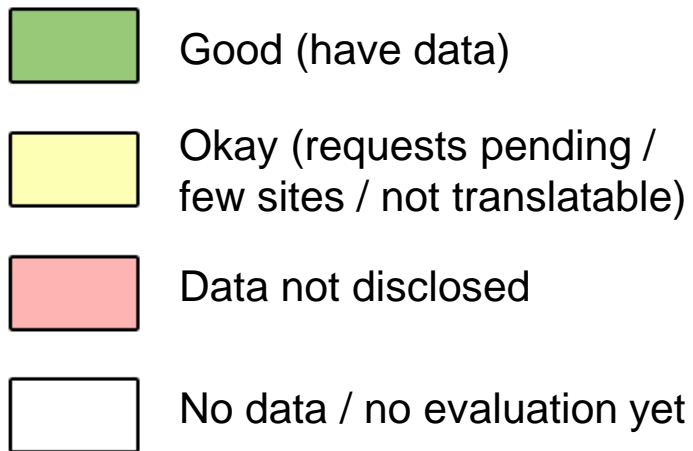 Good (have data)
Okay (requests pending /
few sites / not translatable)
Data not disclosed
No data / no evaluation yet